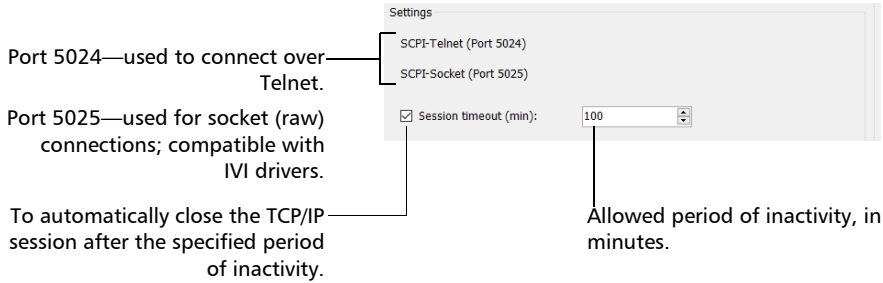 Settings
SCPI-Telnet (Port 5024)
SCPI-Socket (Port 5025)
Session timeout (min):
100
Port 5024—used to connect over
Telnet.
Port 5025—used for socket (raw)
connections; compatible with
IVI drivers.
To automatically close the TCP/IP
session after the specified period
of inactivity.
Allowed period of inactivity, in
minutes.